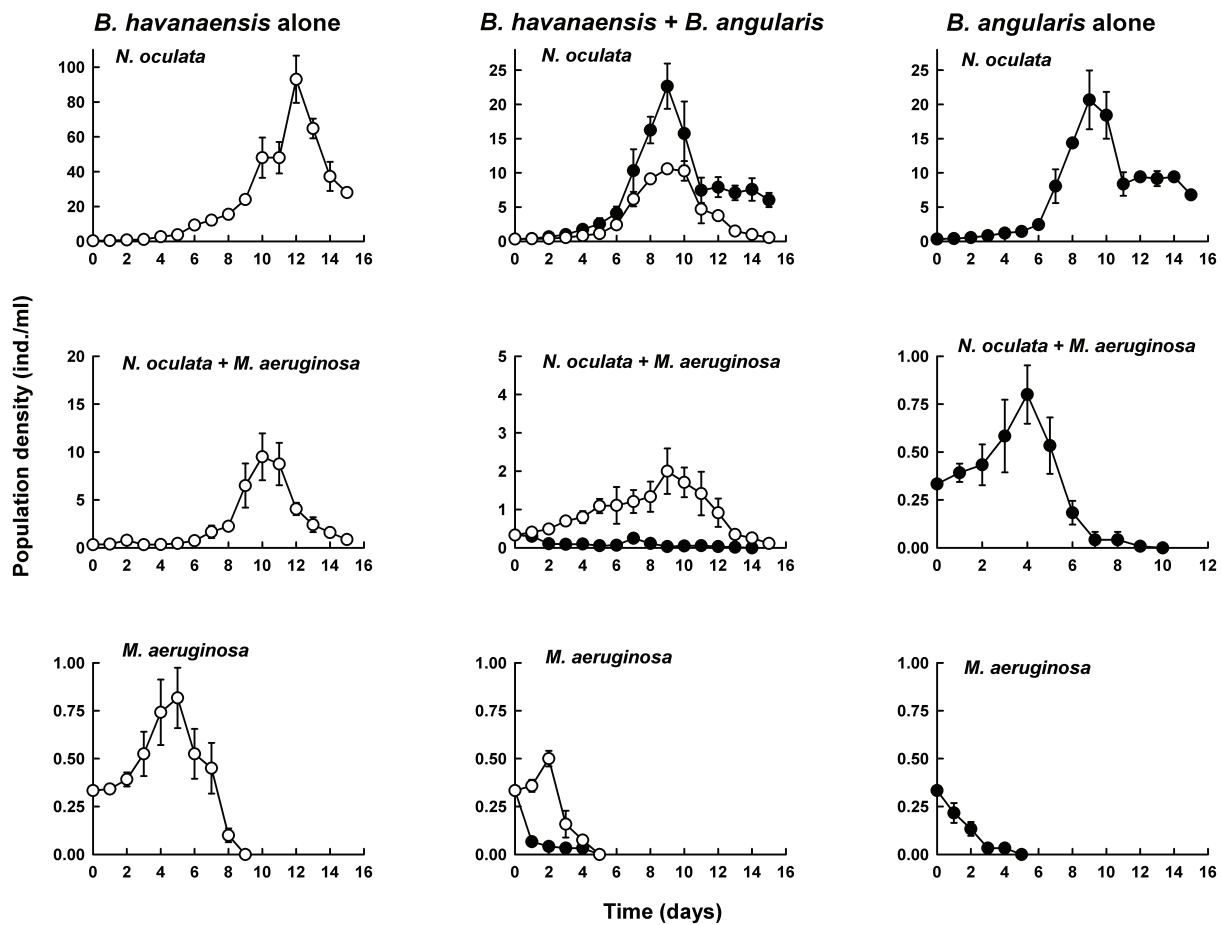 B. havanaensis alone
B. havanaensis + B. angularis
B. angularis alone
N. oculata
100
80
60
40
20
0
0 2 4 6 8 10 12 14 16
N. oculata
25
20
15
10
5
0
0 2 4 6 8 10 12 14 16
N. oculata
25
20
15
10
5
0
0 2 4 6 8 10 12 14 16
Population density (ind./ml)
N. oculata + M. aeruginosa
20
15
10
5
0
0 2 4 6 8 10 12 14 16
N. oculata + M. aeruginosa
5
4
3
2
1
0
0 2 4 6 8 10 12 14 16
N. oculata + M. aeruginosa
1.00
0.75
0.50
0.25
0.00
0 2 4 6 8 10 12
M. aeruginosa
1.00
0.75
0.50
0.25
0.00
0 2 4 6 8 10 12 14 16
M. aeruginosa
1.00
0.75
0.50
0.25
0.00
0 2 4 6 8 10 12 14 16
M. aeruginosa
1.00
0.75
0.50
0.25
0.00
0 2 4 6 8 10 12 14 16
Time (days)